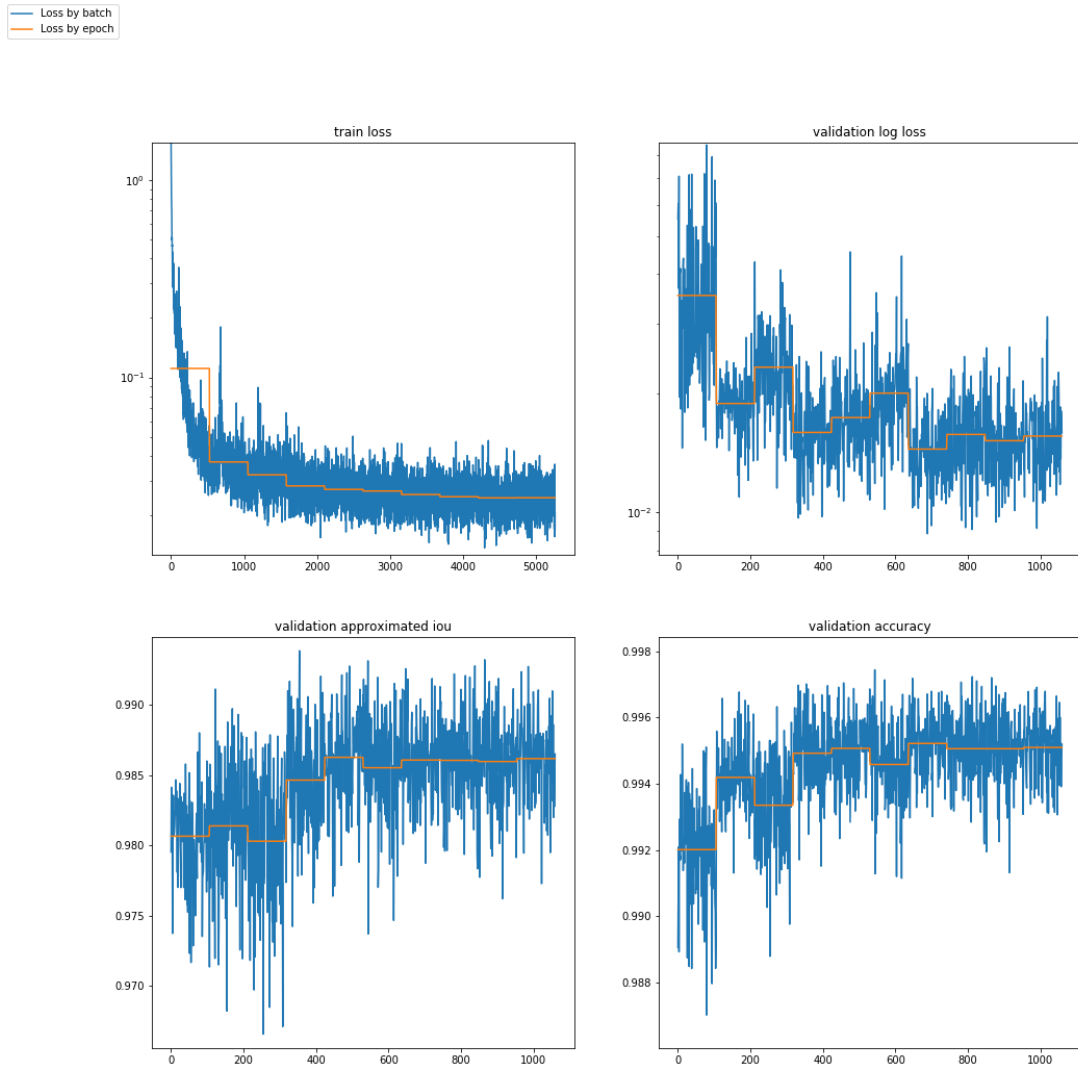 Loss by batch
Loss by epoch
train loss
10⁰
10⁻¹
0 1000 2000 3000 4000 5000
validation log loss
10⁻²
0 200 400 600 800 1000
validation approximated iou
0.990
0.985
0.980
0.975
0.970
0 200 400 600 800 1000
validation accuracy
0.998
0.996
0.994
0.992
0.990
0.988
0 200 400 600 800 1000